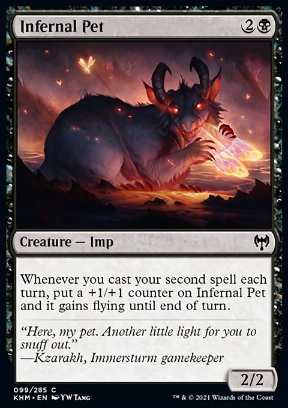 Infernal Pet 2
Creature — Imp
Whenever you cast your second spell each
turn, put a +1/+1 counter on Infernal Pet
and it gains flying until end of turn.
"Here, my pet. Another little light for you to
snuff out."
—Kzarakh, Immersturm gamekeeper
2/2
099/285 C
KHM • EN YW Tang ™ & © 2021 Wizards of the Coast